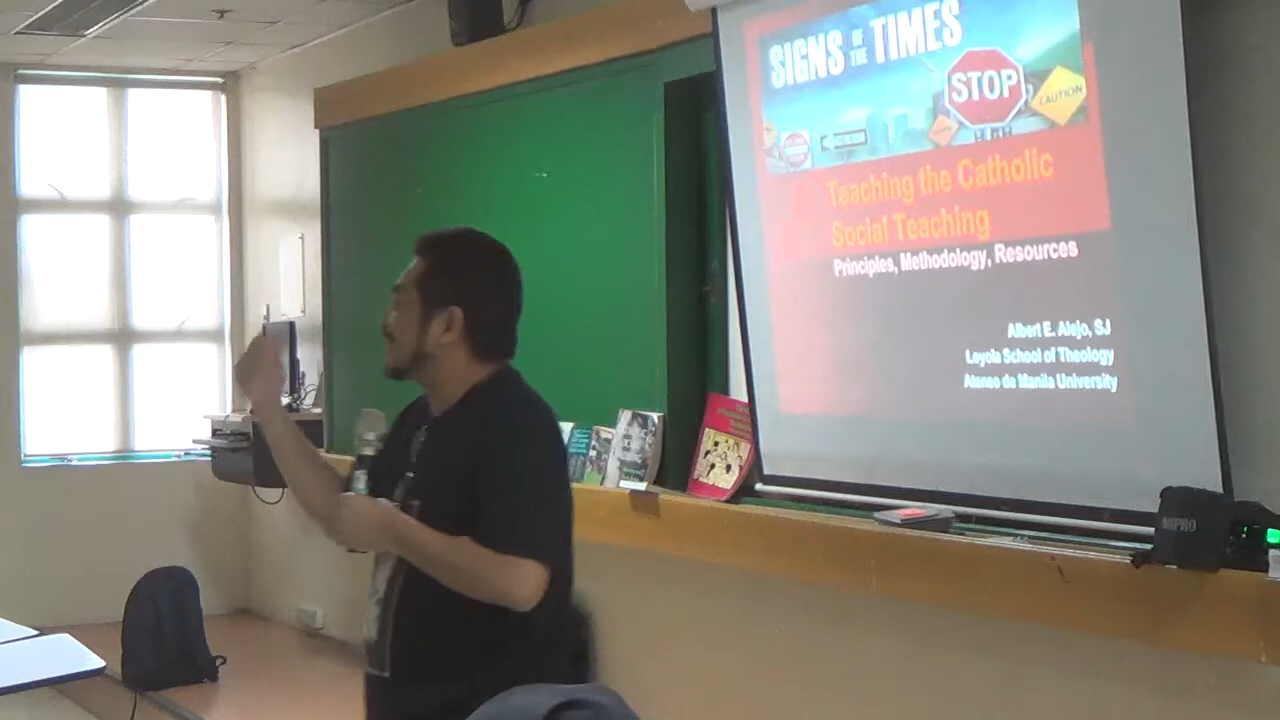 SIGNS OF THE TIMES
STOP
CAUTION
Teaching the Catholic
Social Teaching
Principles, Methodology, Resources
Albert E. Alejo, SJ
Loyola School of Theology
Ateneo de Manila University
MIPRO